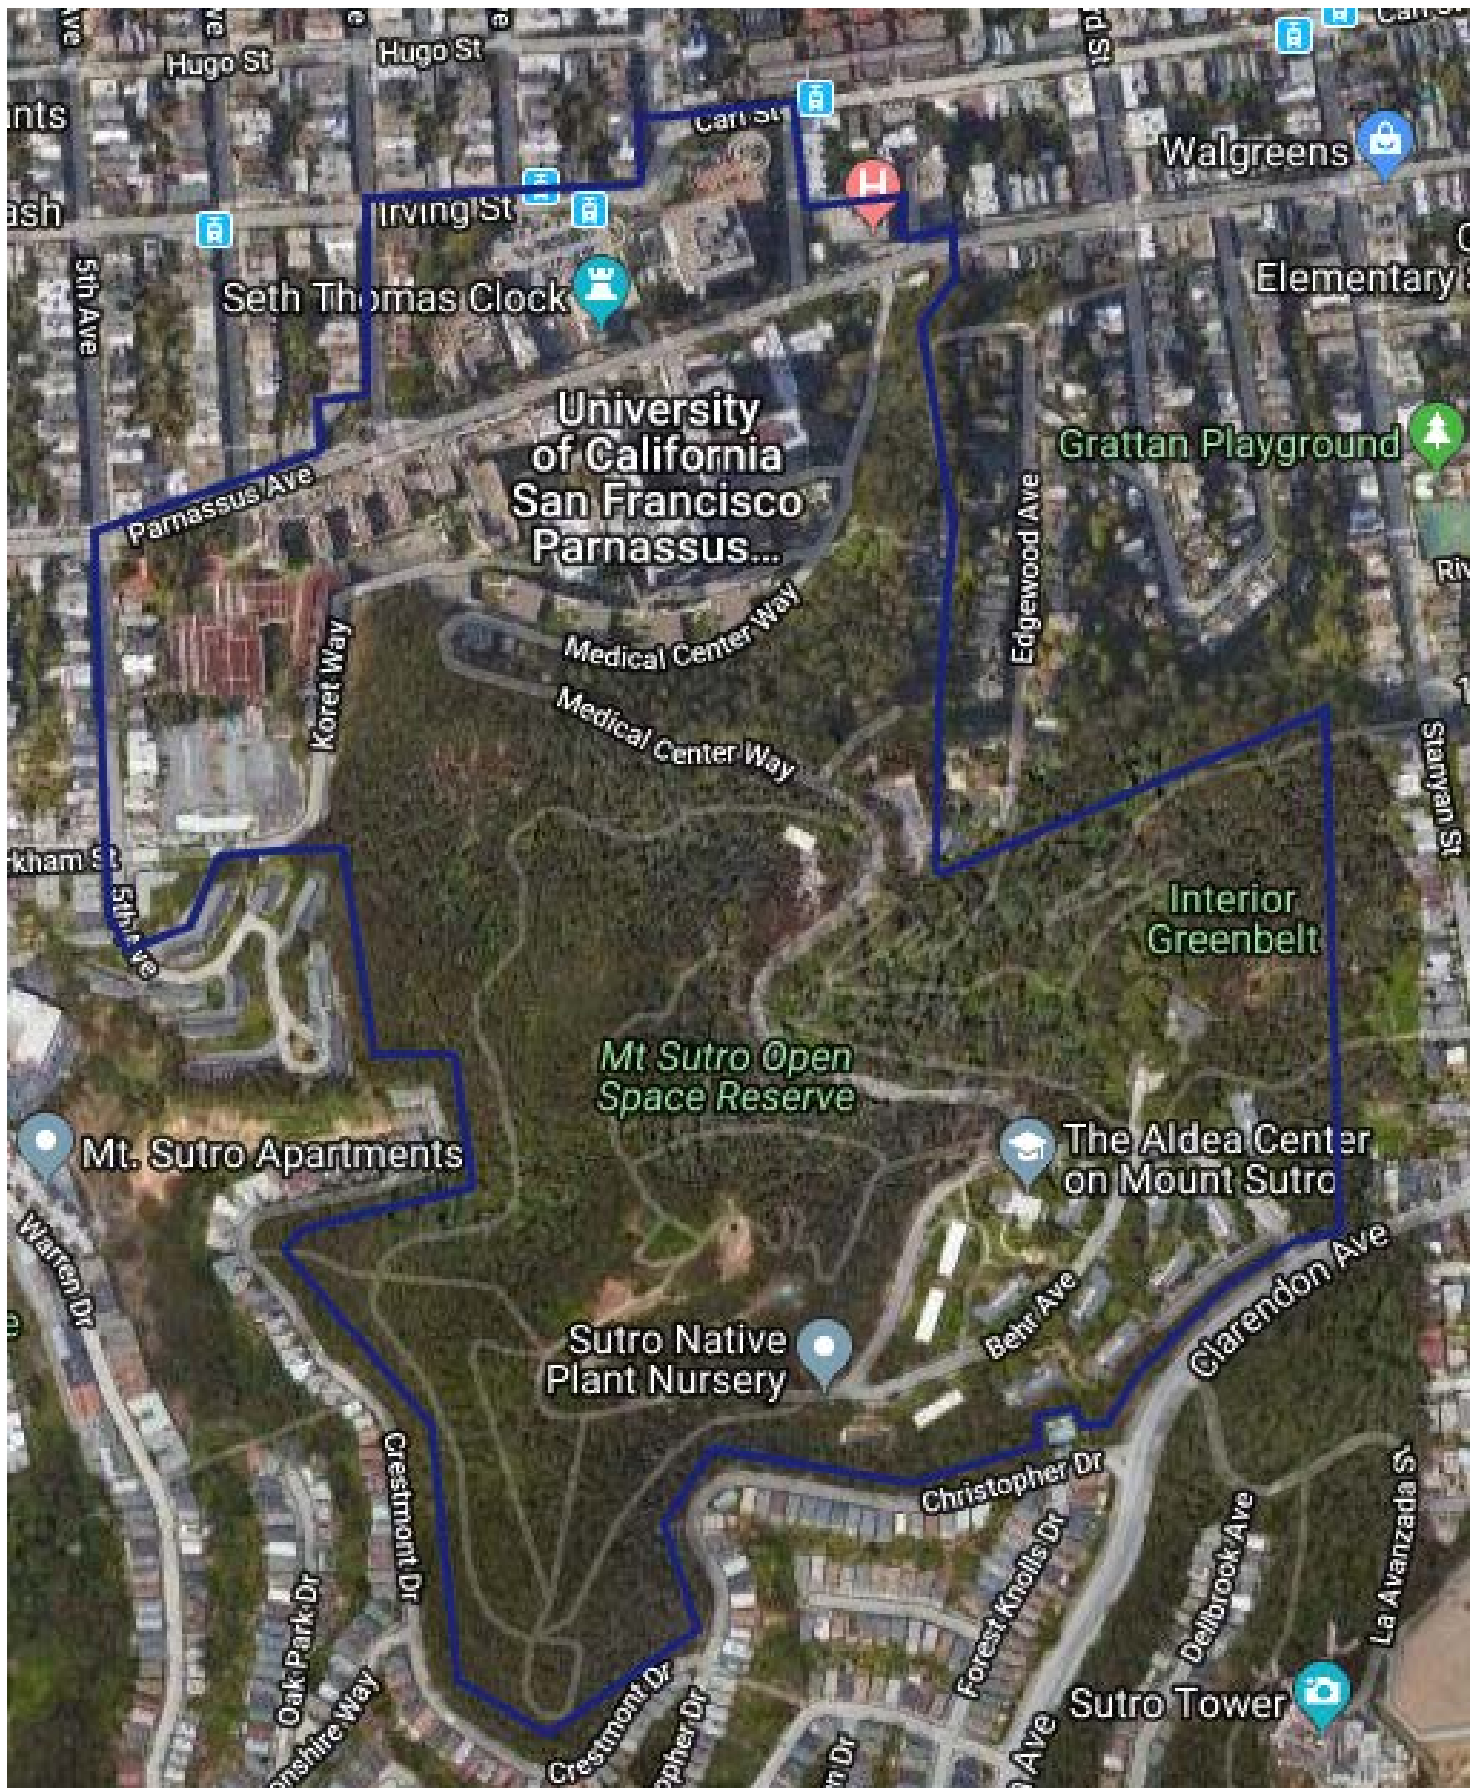 Hugo St
Hugo St
Carl St
Walgreens
Irving St
5th Ave
Seth Thomas Clock
Elementary
University
of California
San Francisco
Parnassus...
Grattan Playground
Parnassus Ave
Edgewood Ave
Medical Center Way
Koret Way
Medical Center Way
Stanyan St
5th Ave
Interior
Greenbelt
Mt Sutro Open
Space Reserve
Mt. Sutro Apartments
The Aldea Center
on Mount Sutro
Warren Dr
Clarendon Ave
Behr Ave
Sutro Native
Plant Nursery
Crestmont Dr
Christopher Dr
Forest Knolls Dr
Dellbrook Ave
La Avanzada St
Oak Park Dr
Crestmont Dr
Sutro Tower